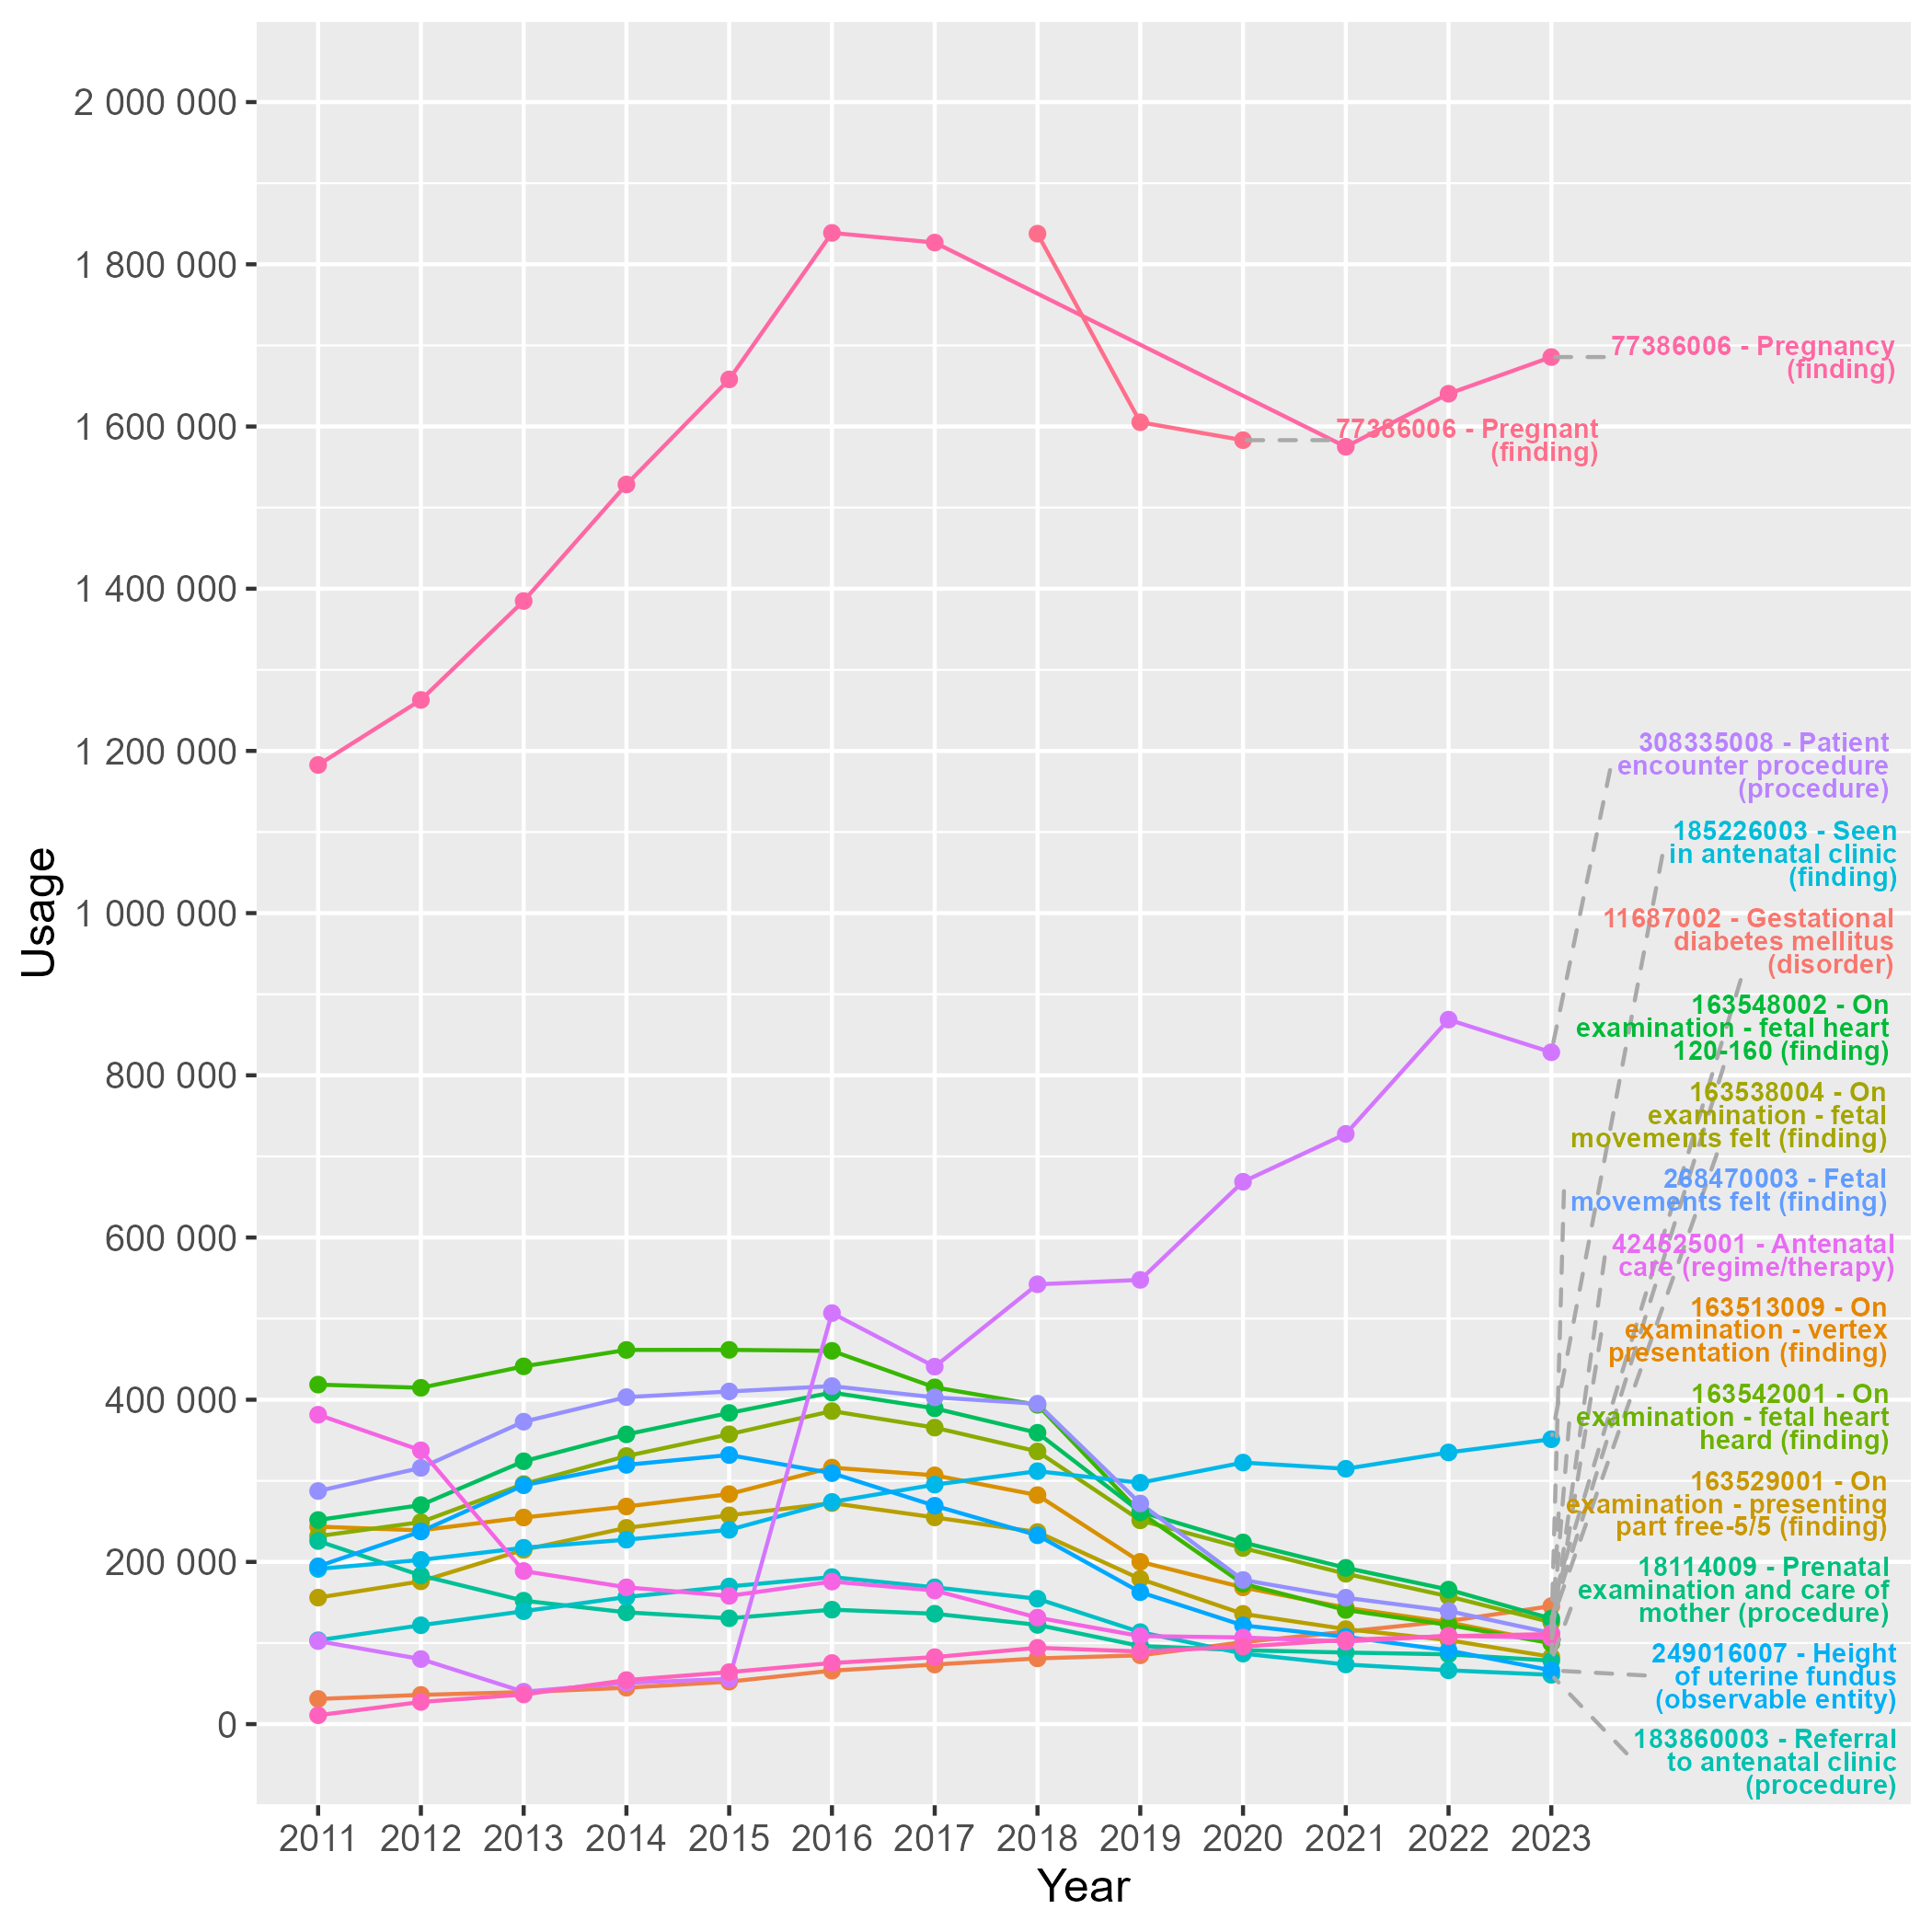 2 000 000
1 800 000
1 600 000
1 400 000
1 200 000
1 000 000
800 000
600 000
400 000
200 000
0
Usage
77386006 - Pregnancy
(finding)
77386006 - Pregnant
(finding)
308335008 - Patient
encounter procedure
(procedure)
185226003 - Seen
in antenatal clinic
(finding)
11687002 - Gestational
diabetes mellitus
(disorder)
163548002 - On
examination - fetal heart
120-160 (finding)
163538004 - On
examination - fetal
movements felt (finding)
268470003 - Fetal
movements felt (finding)
424525001 - Antenatal
care (regime/therapy)
163513009 - On
examination - vertex
presentation (finding)
163542001 - On
examination - fetal heart
heard (finding)
163529001 - On
examination - presenting
part free-5/5 (finding)
18114009 - Prenatal
examination and care of
mother (procedure)
249016007 - Height
of uterine fundus
(observable entity)
183860003 - Referral
to antenatal clinic
(procedure)
2011 2012 2013 2014 2015 2016 2017 2018 2019 2020 2021 2022 2023
Year